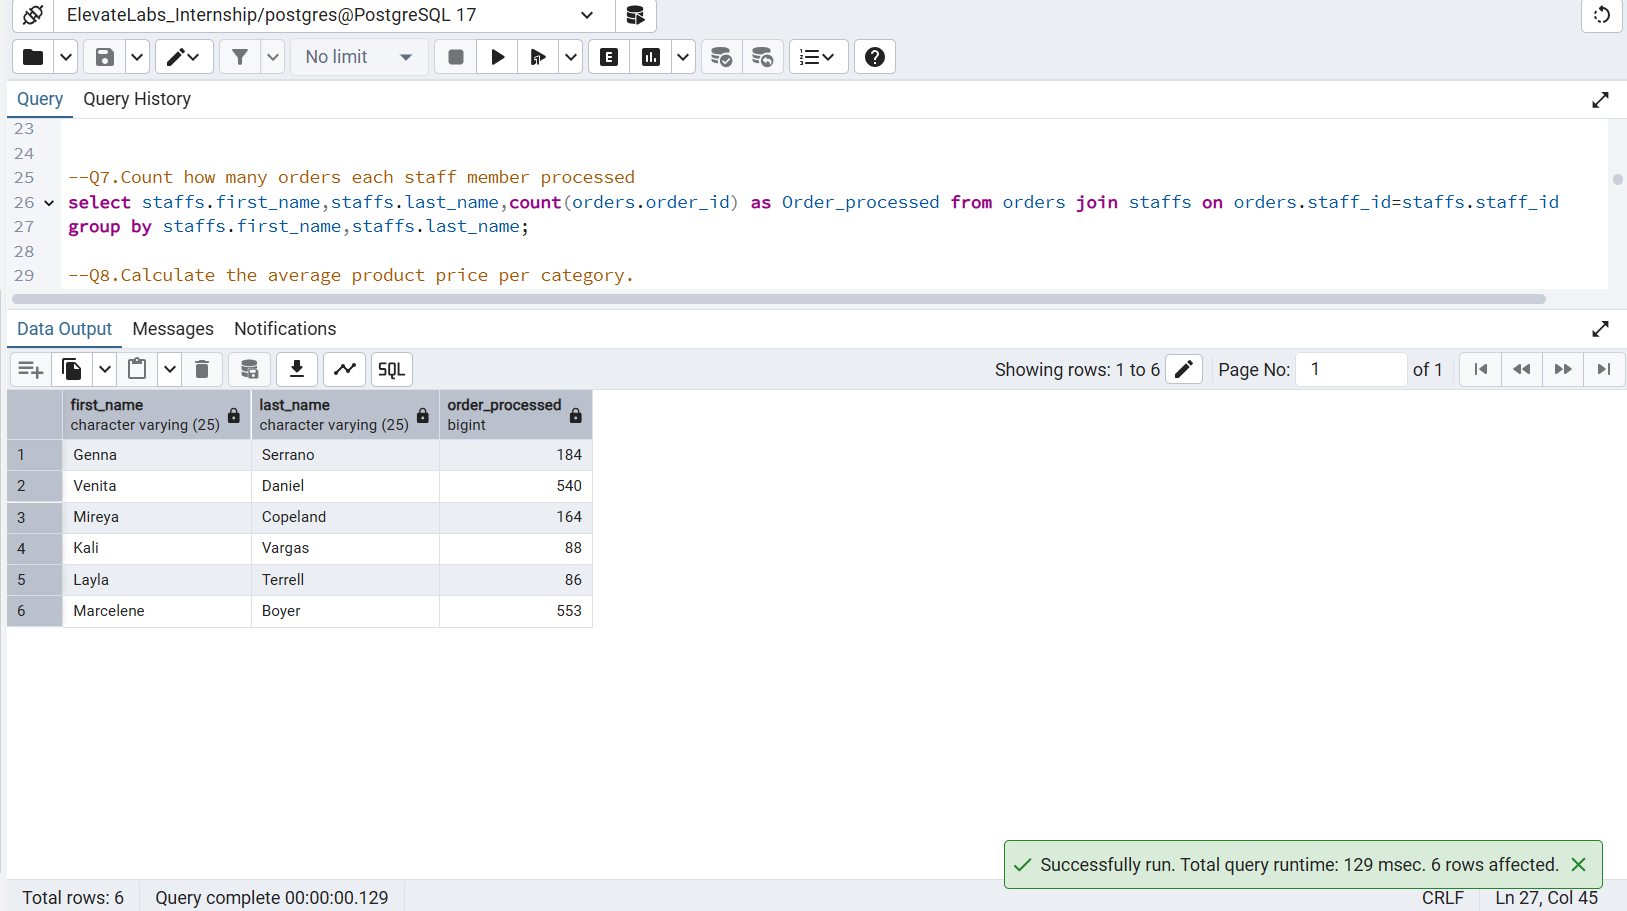 ElevateLabs_Internship/postgres@PostgreSQL 17
No limit
E
SQL
Query Query History
23
24
25 --Q7.Count how many orders each staff member processed
26 select staffs.first_name,staffs.last_name,count(orders.order_id) as Order_processed from orders join staffs on orders.staff_id=staffs.staff_id
27 group by staffs.first_name,staffs.last_name;
28
29 --Q8.Calculate the average product price per category.
Data Output Messages Notifications
SQL Showing rows: 1 to 6 Page No: 1 of 1
first_name last_name order_processed
character varying (25) character varying (25) bigint
1 Genna Serrano 184
2 Venita Daniel 540
3 Mireya Copeland 164
4 Kali Vargas 88
5 Layla Terrell 86
6 Marcelene Boyer 553
Successfully run. Total query runtime: 129 msec. 6 rows affected.
Total rows: 6 Query complete 00:00:00.129 CRLF Ln 27, Col 45